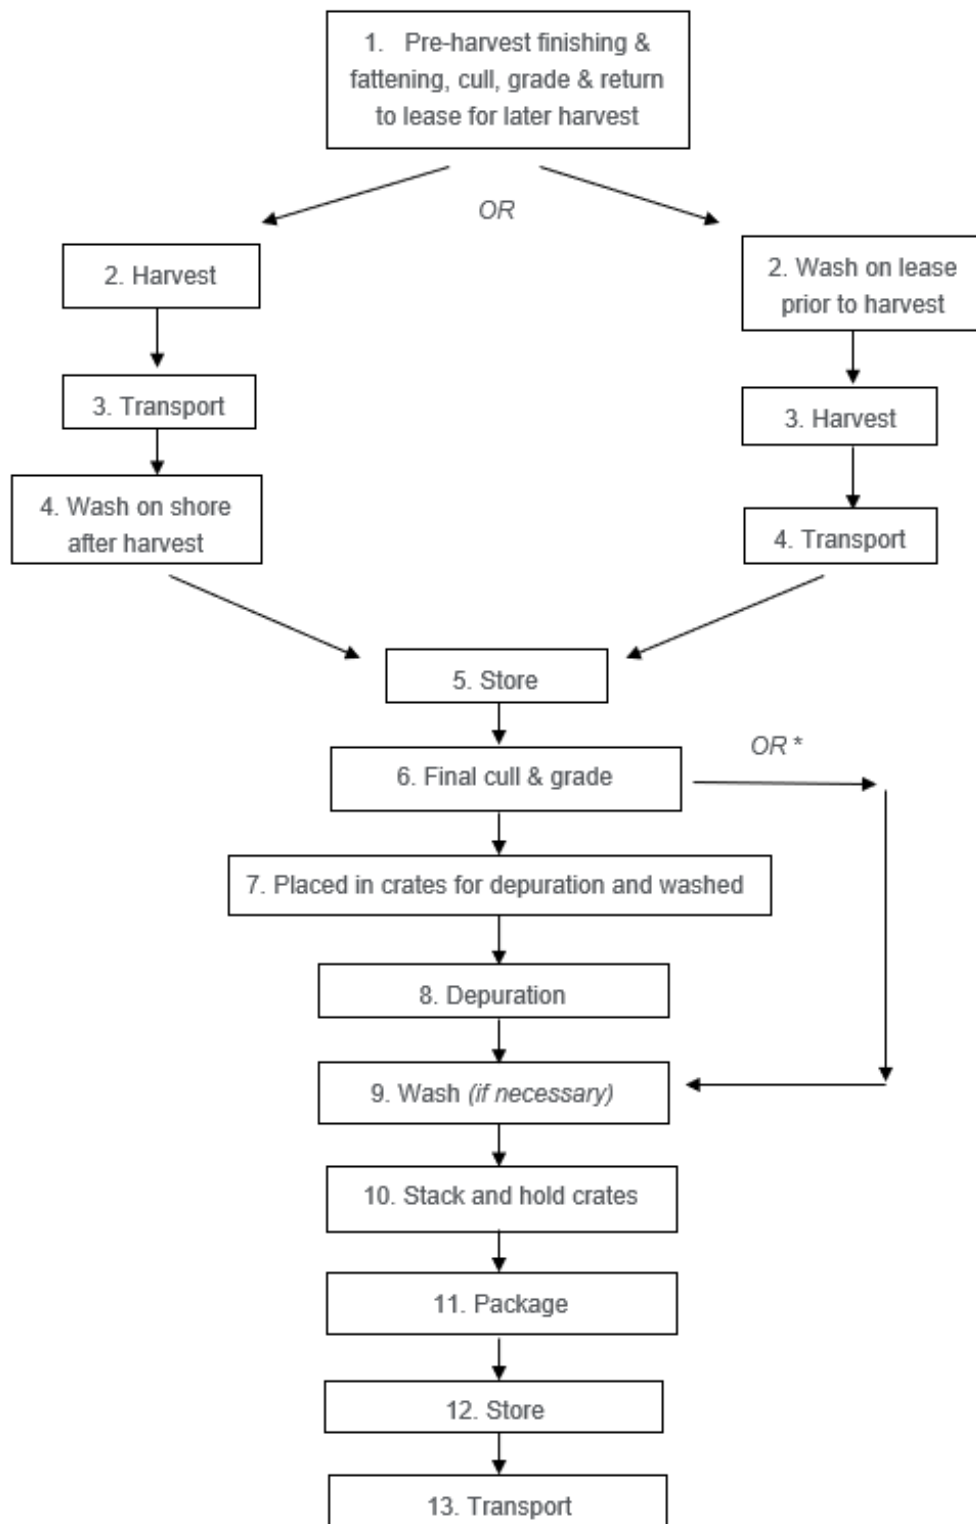 1. Pre-harvest finishing &
fattening, cull, grade & return
to lease for later harvest
OR
2. Harvest
2. Wash on lease
prior to harvest
3. Transport
3. Harvest
4. Wash on shore
after harvest
4. Transport
5. Store
OR *
6. Final cull & grade
7. Placed in crates for depuration and washed
8. Depuration
9. Wash (if necessary)
10. Stack and hold crates
11. Package
12. Store
13. Transport